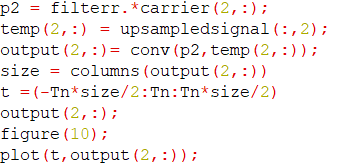 p2 = filterr.*carrier(2,:);
temp(2,:) = upsampledsignal(:,2);
output(2,:)= conv(p2,temp(2,:));
size = columns(output(2,:))
t =(-Tn*size/2:Tn:Tn*size/2)
output(2,:);
figure(10);
plot(t,output(2,:));